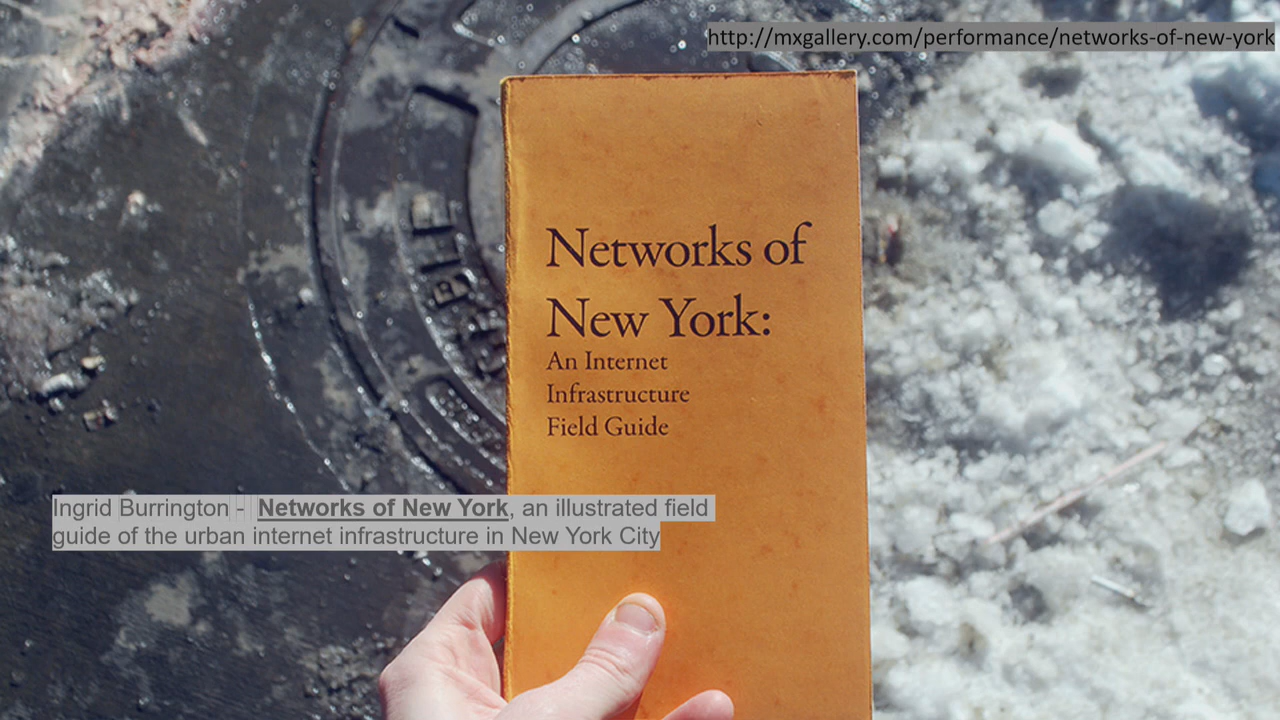 http://mxgallery.com/performance/networks-of-new-york
Networks of
New York:
An Internet
Infrastructure
Field Guide
Ingrid Burrington - Networks of New York, an illustrated field
guide of the urban internet infrastructure in New York City